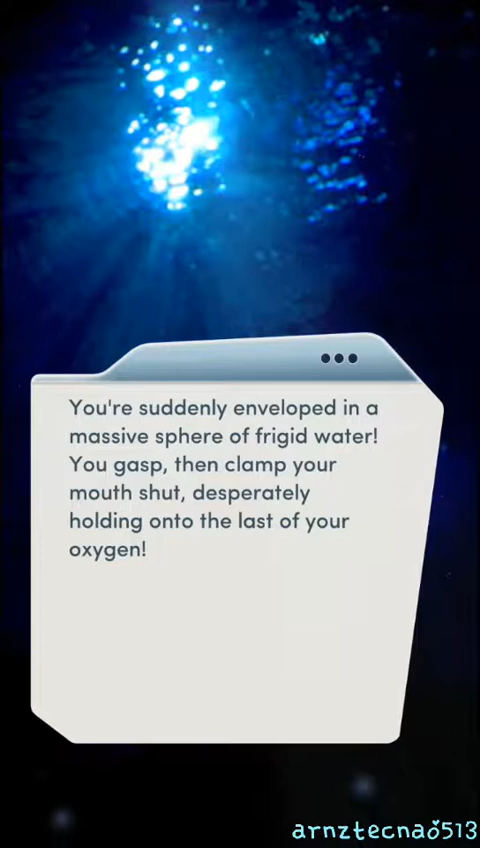 You're suddenly enveloped in a
massive sphere of frigid water!
You gasp, then clamp your
mouth shut, desperately
holding onto the last of your
oxygen!
arnztecnao513